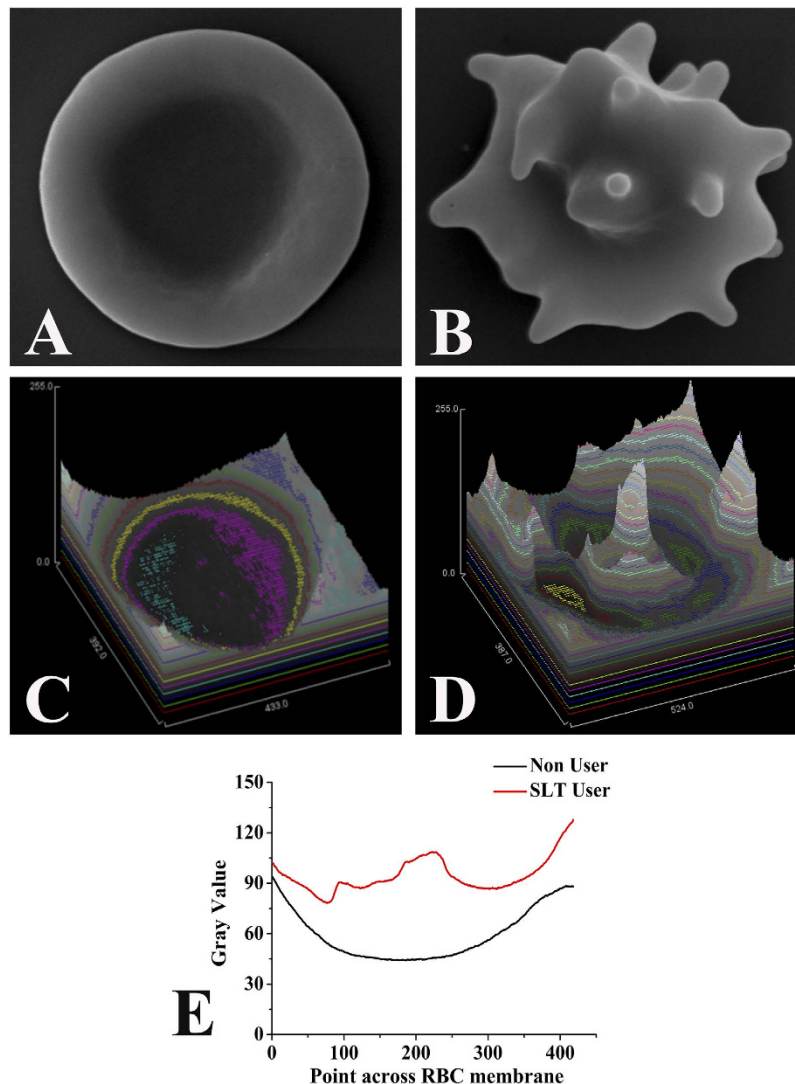 A
B
255.0
0.0
392.0
433.0
C
255.0
0.0
387.0
524.0
D
Non User
SLT User
150
120
90
60
30
0
Gray Value
0 100 200 300 400
Point across RBC membrane
E